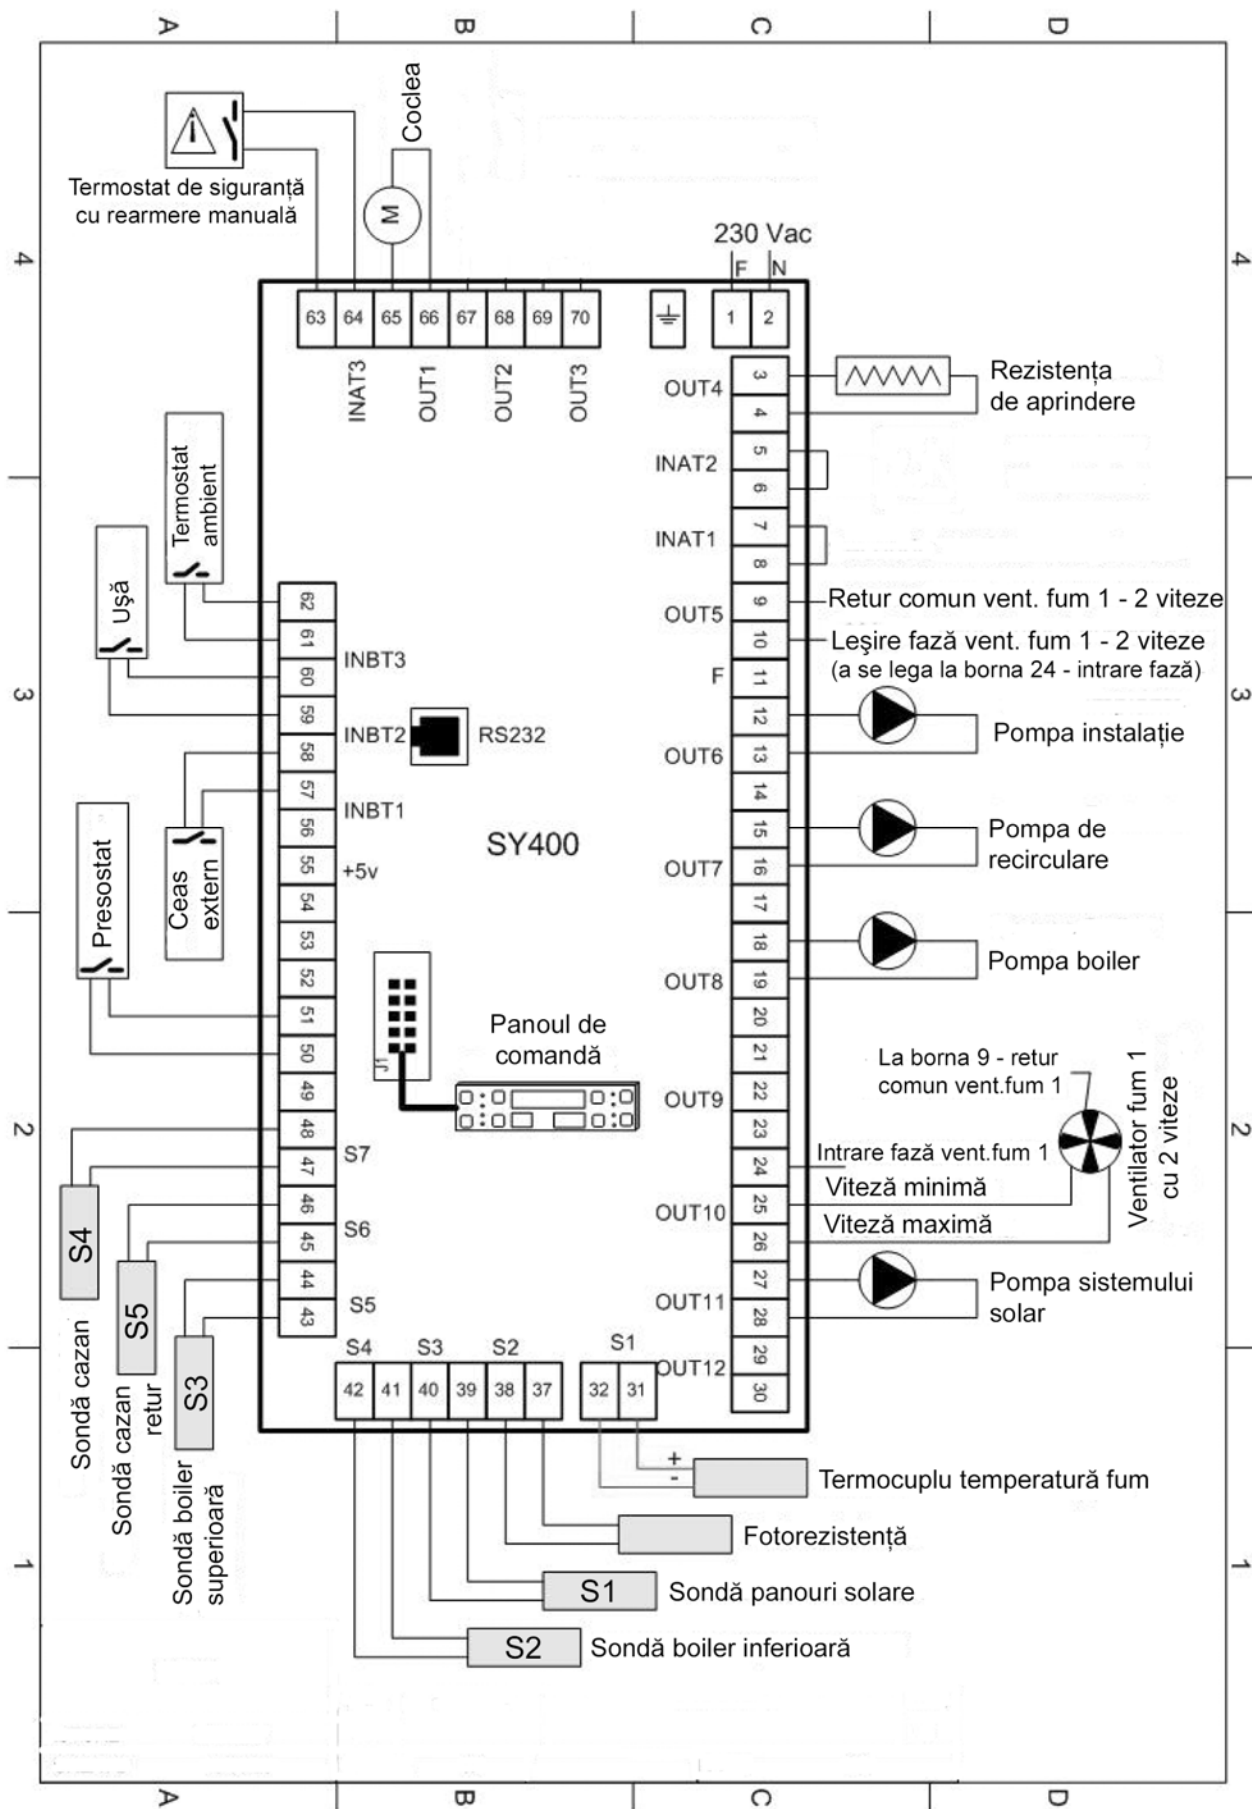 A B C D
Coclea
Termostat de siguranță
cu rearmere manuală
M
230 Vac
F N
4 4
63 64 65 66 67 68 69 70
1 2
INAT3 OUT1 OUT2 OUT3
OUT4
3
4
Rezistența
de aprindere
INAT2
5
6
INAT1
7
8
OUT5
9
10
Retur comun vent. fum 1 - 2 viteze
Leşire fază vent. fum 1 - 2 viteze
(a se lega la borna 24 - intrare fază)
F
11
12
Pompa instalație
OUT6
13
14
15
Pompa de
recirculare
OUT7
16
17
18
Pompa boiler
OUT8
19
20
21
OUT9
22
23
24
La borna 9 - retur
comun vent.fum 1
Intrare fază vent.fum 1
Viteză minimă
OUT10
25
Viteză maximă
26
Ventilator fum 1
cu 2 viteze
27
Pompa sistemului
solar
OUT11
28
29
OUT12
30
3 3
2 2
1 1
Termostat
ambient
Uşă
Presostat
Ceas
extern
62
61
INBT3
60
59
INBT2
58
57
INBT1
56
55
+5v
54
53
52
51
50
49
48
S7
47
46
S6
45
44
S5
43
RS232
SY400
J1
Panoul de
comandă
S4
Sondă cazan
S5
Sondă cazan
retur
S3
Sondă boiler
superioară
S4 S3 S2 S1
42 41 40 39 38 37 32 31
+
-
Termocuplu temperatură fum
Fotorezistență
S1
Sondă panouri solare
S2
Sondă boiler inferioară
A B C D